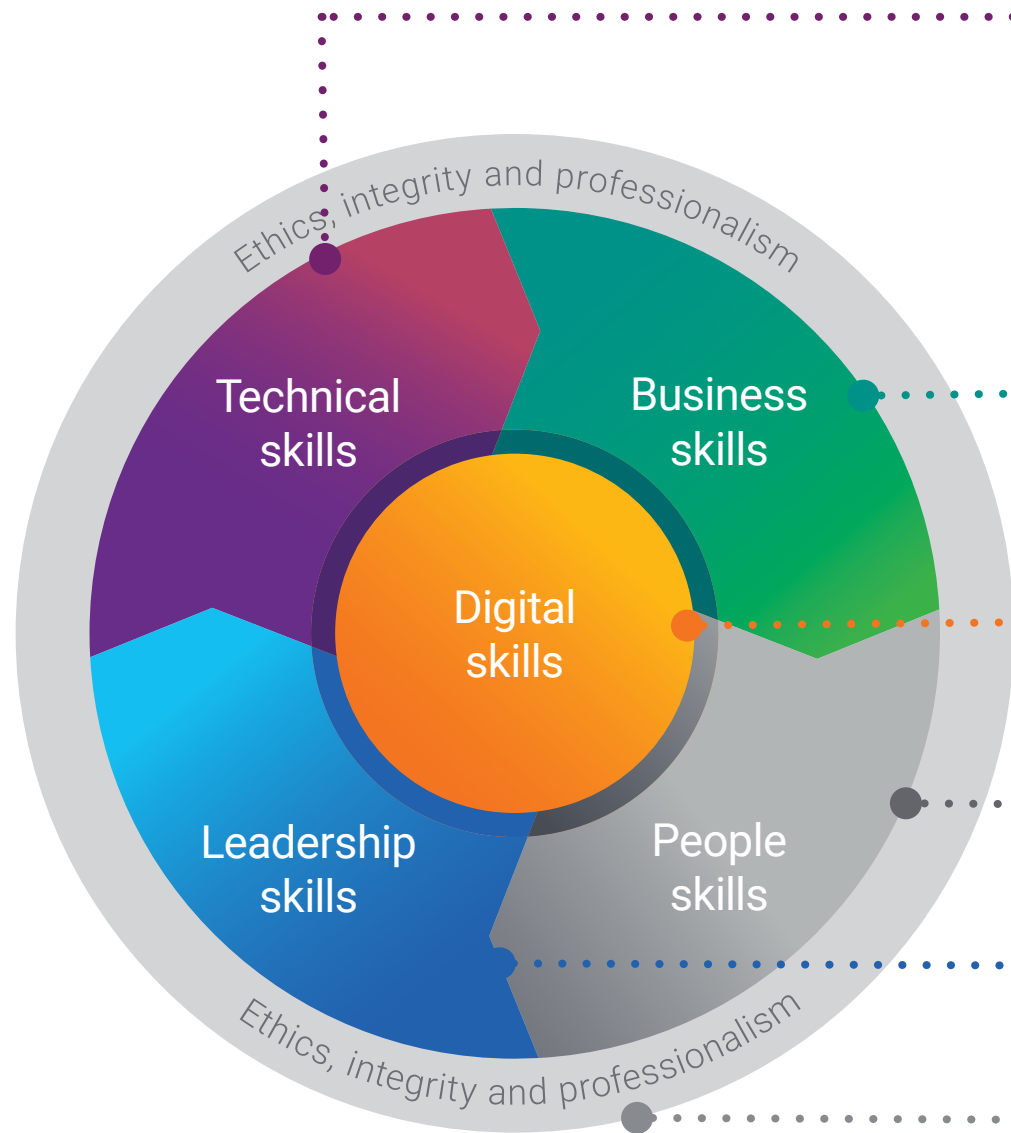 Ethics, integrity and professionalism
Technical
skills
Business
skills
Digital
skills
Leadership
skills
People
skills
Ethics, integrity and professionalism